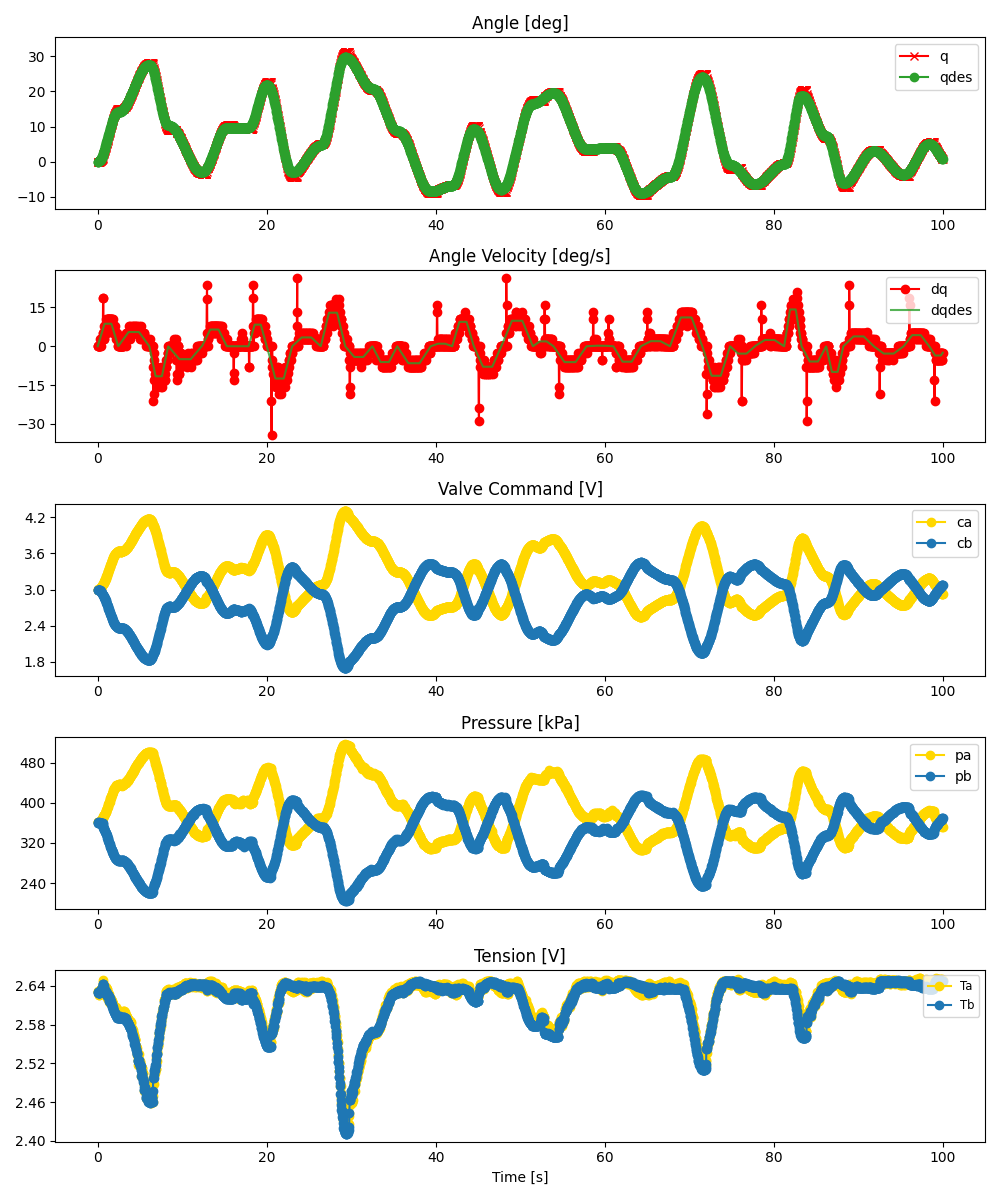 Angle [deg]
30
20
10
0
−10
q
qdes
0 20 40 60 80 100
Angle Velocity [deg/s]
15
0
−15
−30
dq
dqdes
0 20 40 60 80 100
Valve Command [V]
4.2
3.6
3.0
2.4
1.8
ca
cb
0 20 40 60 80 100
Pressure [kPa]
480
400
320
240
pa
pb
0 20 40 60 80 100
Tension [V]
2.64
2.58
2.52
2.46
2.40
Ta
Tb
0 20 40 60 80 100
Time [s]